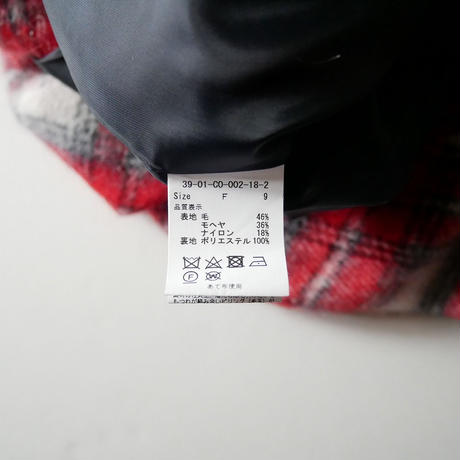 39-01-CO-002-18-2
Size F 9
品質表示
表地 毛 46%
モヘヤ 36%
ナイロン 18%
裏地 ポリエステル 100%
F W
あて布使用